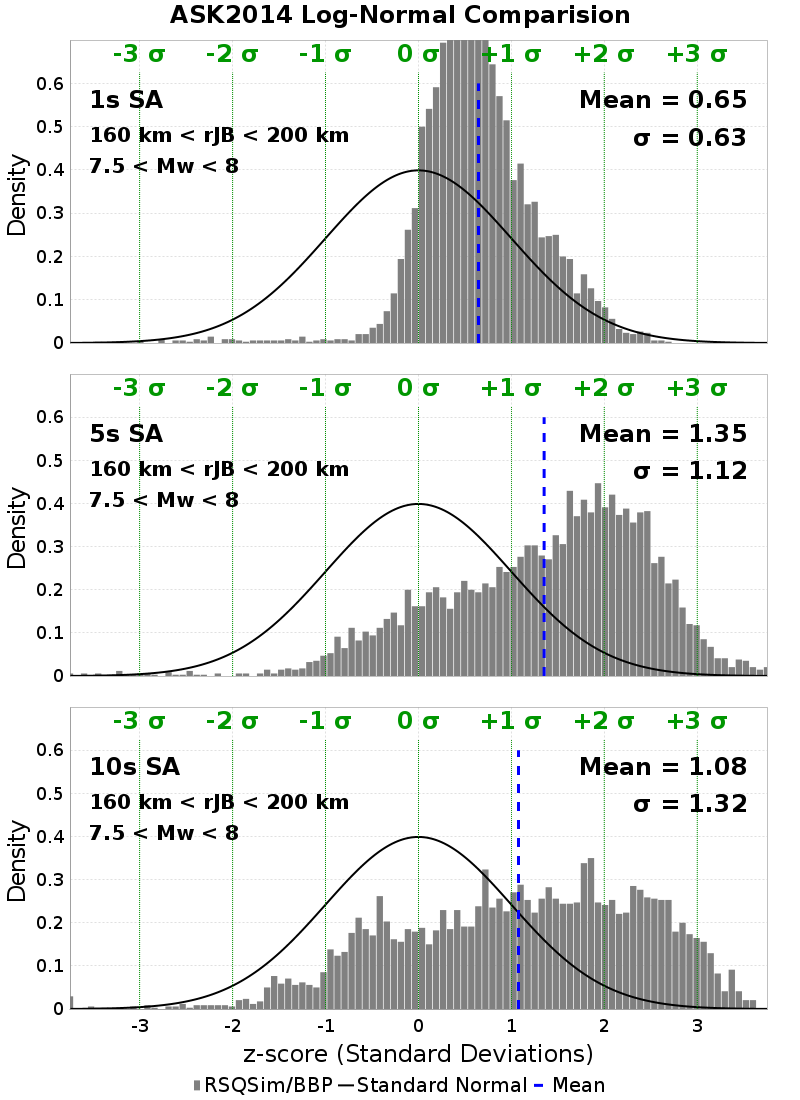 ASK2014 Log-Normal Comparision
-3 σ -2 σ -1 σ 0 σ +1 σ +2 σ +3 σ
0.6
1s SA Mean = 0.65
0.5
160 km < rJB < 200 km σ = 0.63
7.5 < Mw < 8
0.4
Density
0.3
0.2
0.1
0
-3 σ -2 σ -1 σ 0 σ +1 σ +2 σ +3 σ
0.6
5s SA Mean = 1.35
0.5
160 km < rJB < 200 km σ = 1.12
7.5 < Mw < 8
0.4
Density
0.3
0.2
0.1
0
-3 σ -2 σ -1 σ 0 σ +1 σ +2 σ +3 σ
0.6
10s SA Mean = 1.08
0.5
160 km < rJB < 200 km σ = 1.32
7.5 < Mw < 8
0.4
Density
0.3
0.2
0.1
0
-3 -2 -1 0 1 2 3
z-score (Standard Deviations)
RSQSim/BBP Standard Normal Mean